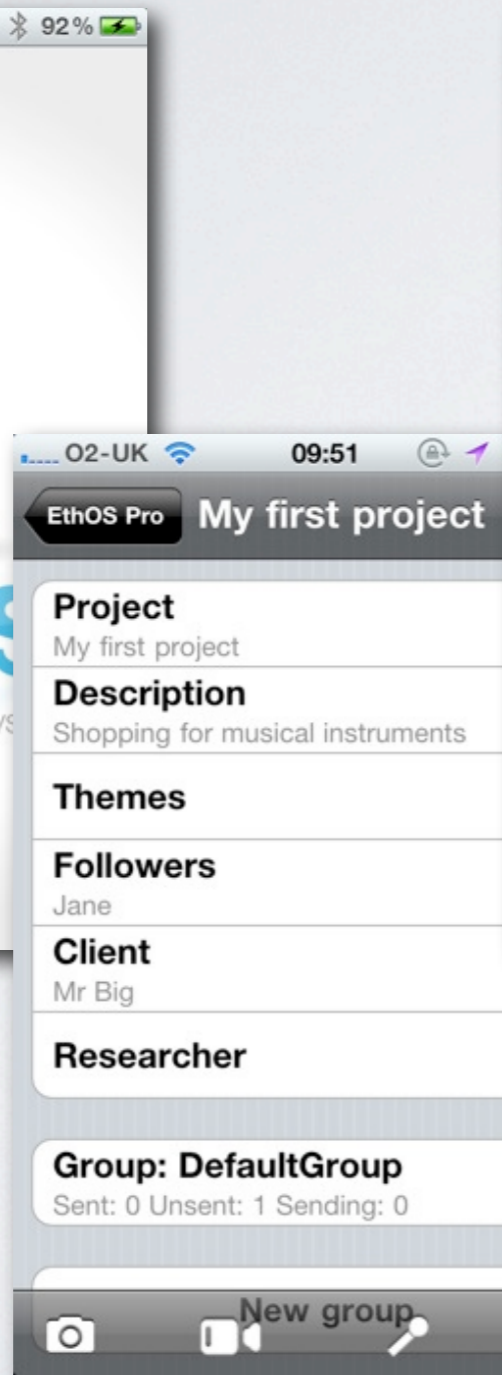 92%
O2-UK 09:51
EthOS Pro My first project
Project
My first project
Description
Shopping for musical instruments
Themes
Followers
Jane
Client
Mr Big
Researcher
Group: DefaultGroup
Sent: 0 Unsent: 1 Sending: 0
New group